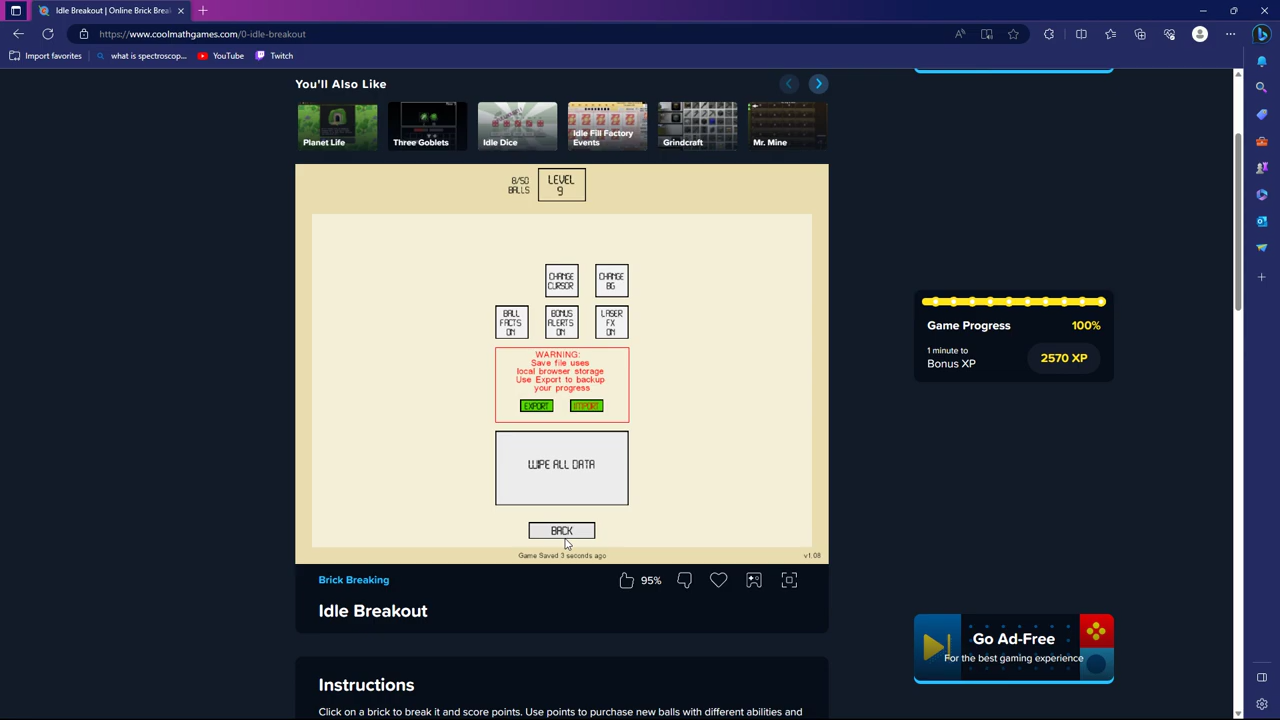 Idle Breakout | Online Brick Brea
https://www.coolmathgames.com/0-idle-breakout
Import favorites
what is spectroscop...
YouTube
Twitch
You'll Also Like
Planet Life
Three Goblets
Idle Dice
Idle Fill Factory
Events
Grindcraft
Mr. Mine
8/50
BALLS
LEVEL
9
CHANGE
CURSOR
CHANGE
BG
BALL
FACTS
ON
BONUS
ALERTS
ON
LASER
FX
ON
WARNING:
Save file uses
local browser storage
Use Export to backup
your progress
EXPORT
IMPORT
WIPE ALL DATA
BACK
Game Saved 3 seconds ago
v1.08
Game Progress
100%
1 minute to
Bonus XP
2570 XP
Brick Breaking
95%
Idle Breakout
Go Ad-Free
For the best gaming experience
Instructions
Click on a brick to break it and score points. Use points to purchase new balls with different abilities and